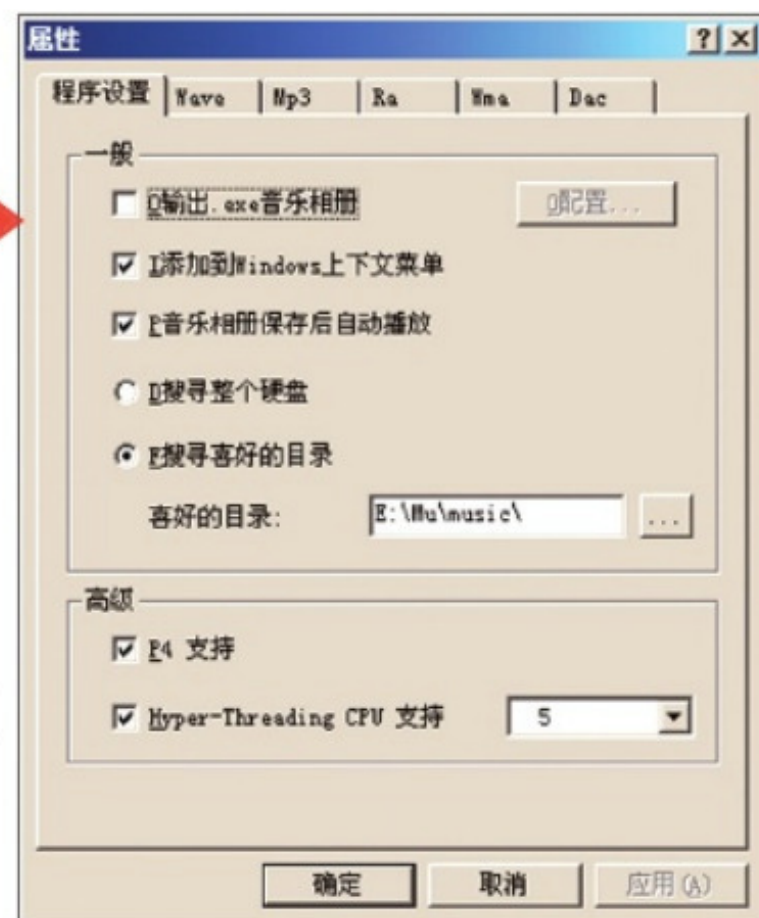 属性
程序设置 Wave Mp3 Ra Wma Dac
一般
O输出.exe音乐相册 O配置...
I添加到Windows上下文菜单
P音乐相册保存后自动播放
D搜寻整个硬盘
F搜寻喜好的目录
喜好的目录: E:\Mu\music\ ...
高级
P4 支持
Hyper-Threading CPU 支持 5
确定 取消 应用(A)